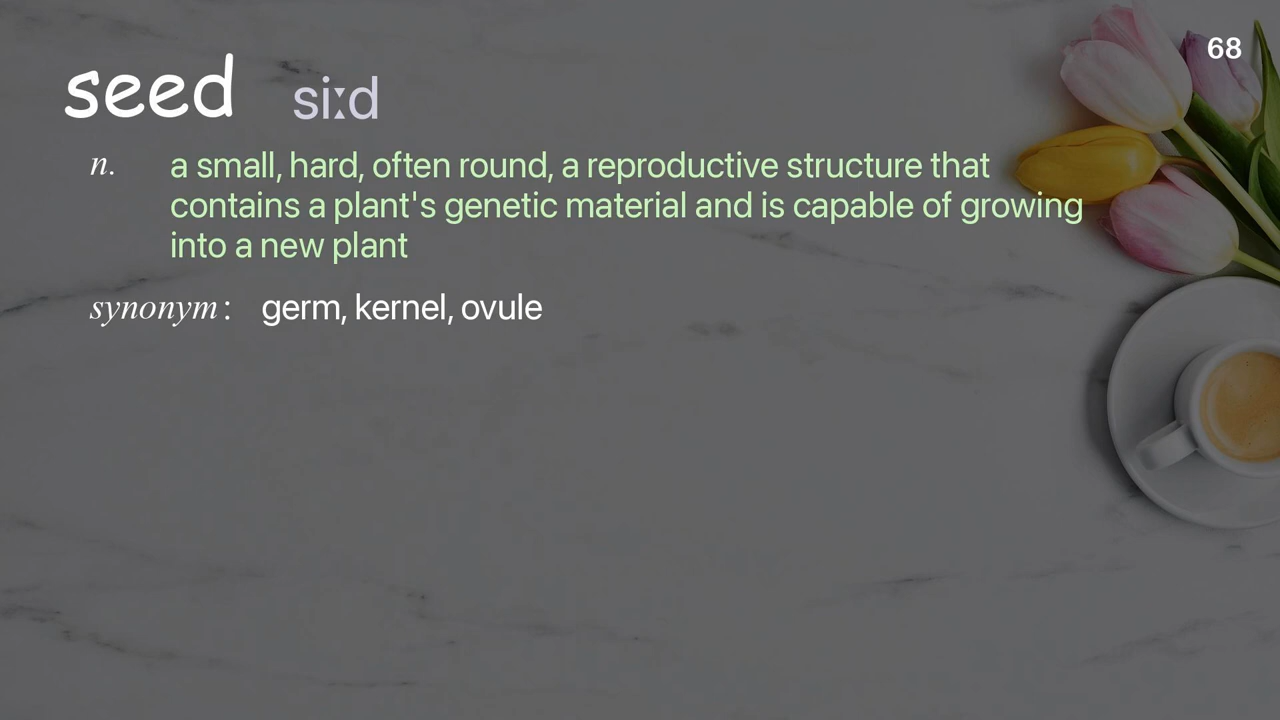 68
seed siːd
n. a small, hard, often round, a reproductive structure that
contains a plant's genetic material and is capable of growing
into a new plant
synonym: germ, kernel, ovule